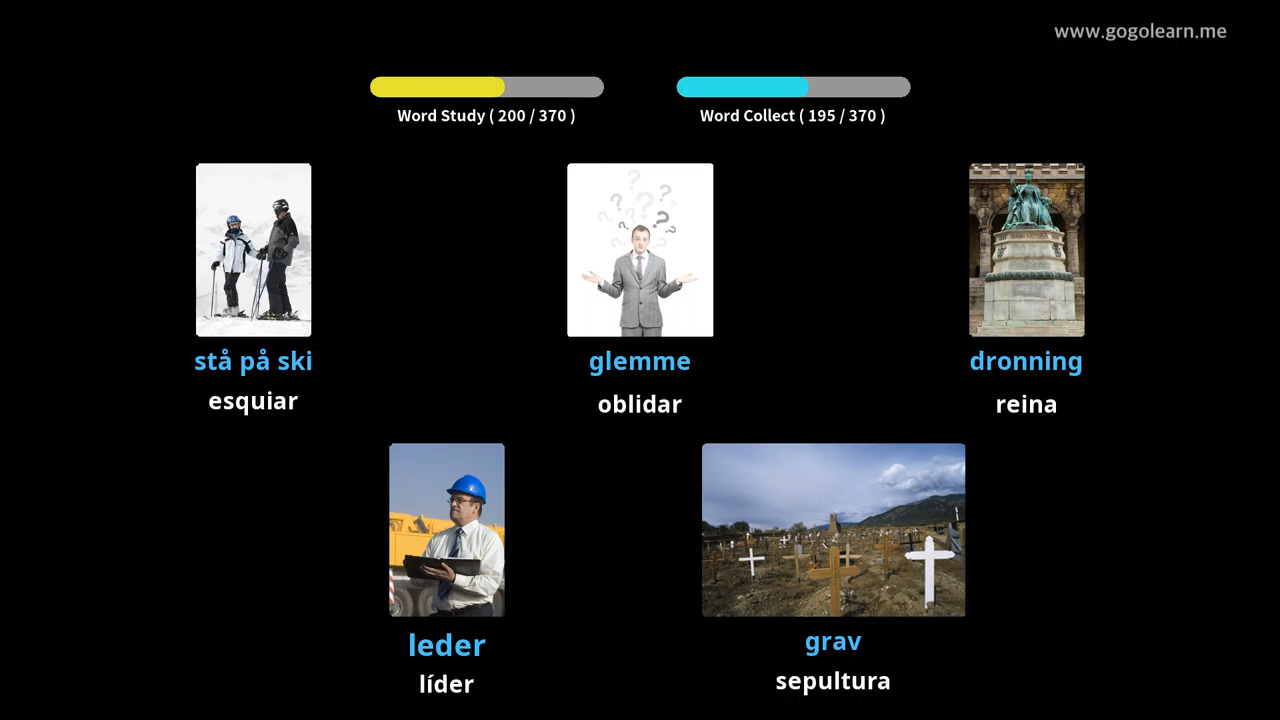 www.gogolearn.me
Word Study ( 200 / 370 )
Word Collect ( 195 / 370 )
stå på ski
esquiar
glemme
oblidar
dronning
reina
leder
líder
grav
sepultura